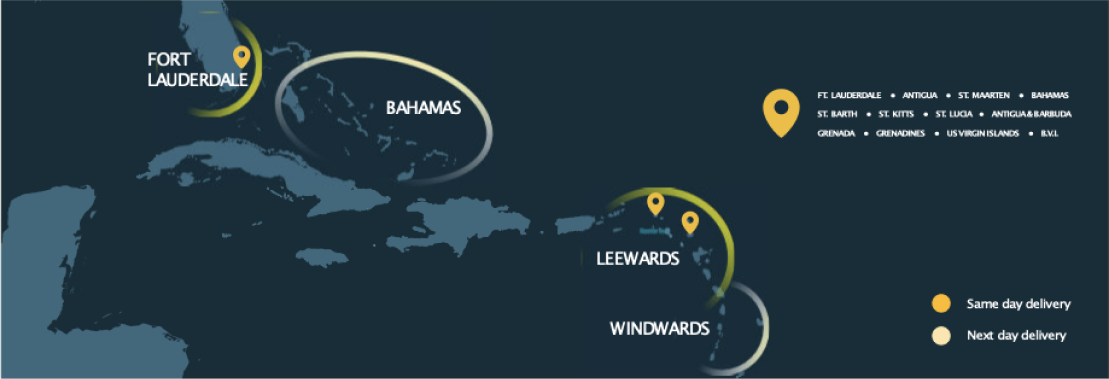 FORT
LAUDERDALE
BAHAMAS
FT. LAUDERDALE • ANTIGUA • ST. MAARTEN • BAHAMAS
ST. BARTH • ST. KITTS • ST. LUCIA • ANTIGUA & BARBUDA
GRENADA • GRENADINES • US VIRGIN ISLANDS • B.V.I.
LEEWARDS
WINDWARDS
Same day delivery
Next day delivery